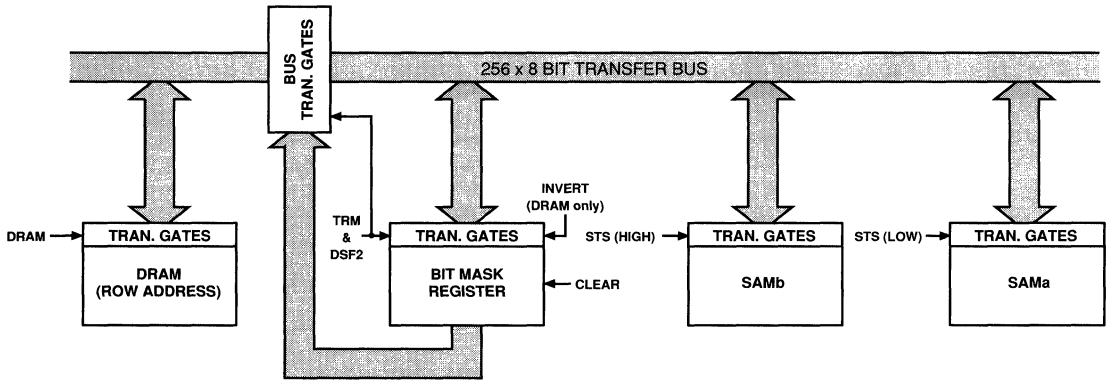 BUS
TRAN. GATES
256 x 8 BIT TRANSFER BUS
DRAM
TRAN. GATES
DRAM
(ROW ADDRESS)
TRM
&
DSF2
INVERT
(DRAM only)
TRAN. GATES
BIT MASK
REGISTER
CLEAR
STS (HIGH)
TRAN. GATES
SAMb
STS (LOW)
TRAN. GATES
SAMa